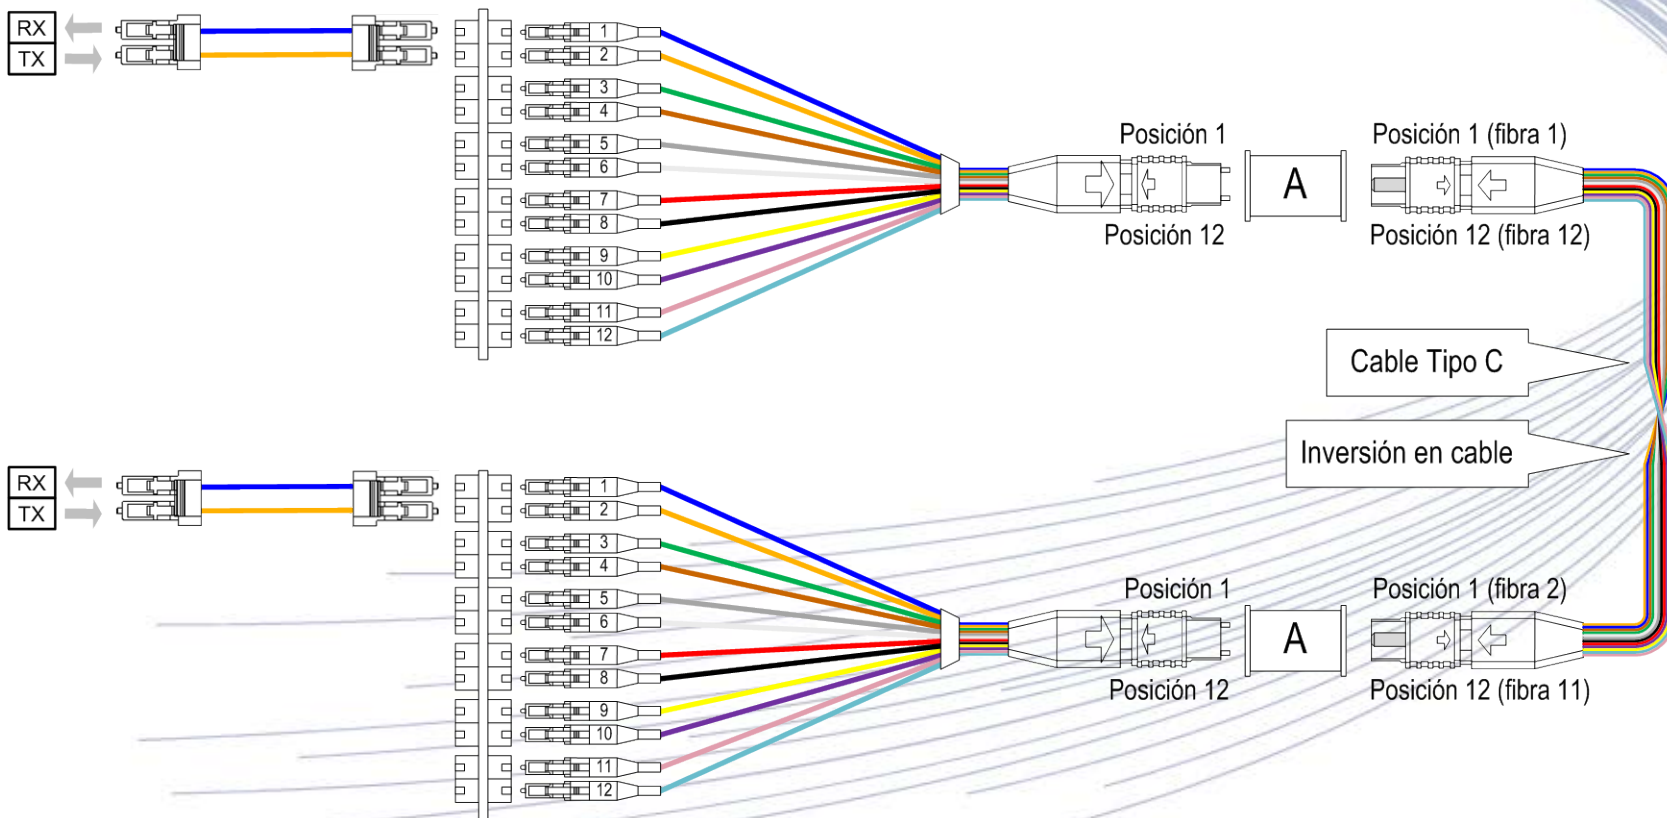 RX
TX
1
2
3
4
5
6
7
8
9
10
11
12
Posición 1
Posición 12
A
Posición 1 (fibra 1)
Posición 12 (fibra 12)
Cable Tipo C
Inversión en cable
RX
TX
1
2
3
4
5
6
7
8
9
10
11
12
Posición 1
Posición 12
A
Posición 1 (fibra 2)
Posición 12 (fibra 11)